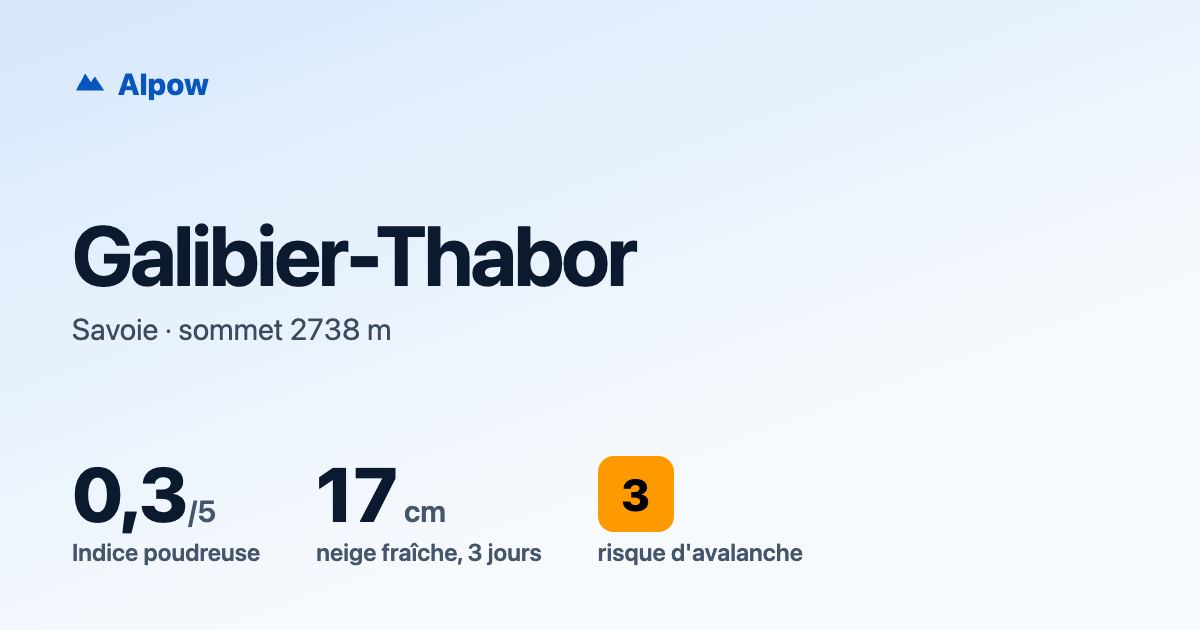 Alpow
Galibier-Thabor
Savoie · sommet 2738 m
0,3/5
Indice poudreuse
17 cm
neige fraîche, 3 jours
3
risque d'avalanche